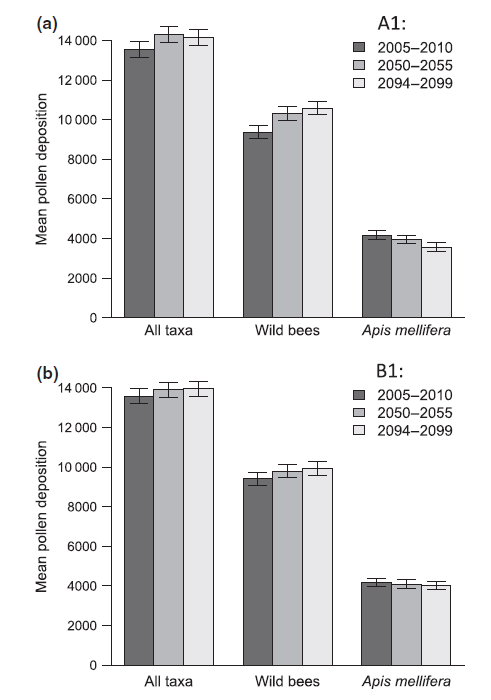 (a)
A1:
2005–2010
2050–2055
2094–2099
Mean pollen deposition
14 000
12 000
10 000
8000
6000
4000
2000
0
All taxa Wild bees Apis mellifera
(b)
B1:
2005–2010
2050–2055
2094–2099
Mean pollen deposition
14 000
12 000
10 000
8000
6000
4000
2000
0
All taxa Wild bees Apis mellifera